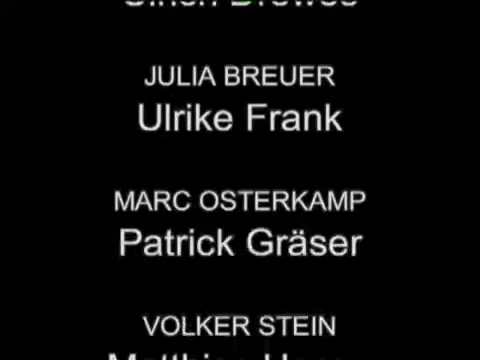 JULIA BREUER
Ulrike Frank
MARC OSTERKAMP
Patrick Gräser
VOLKER STEIN